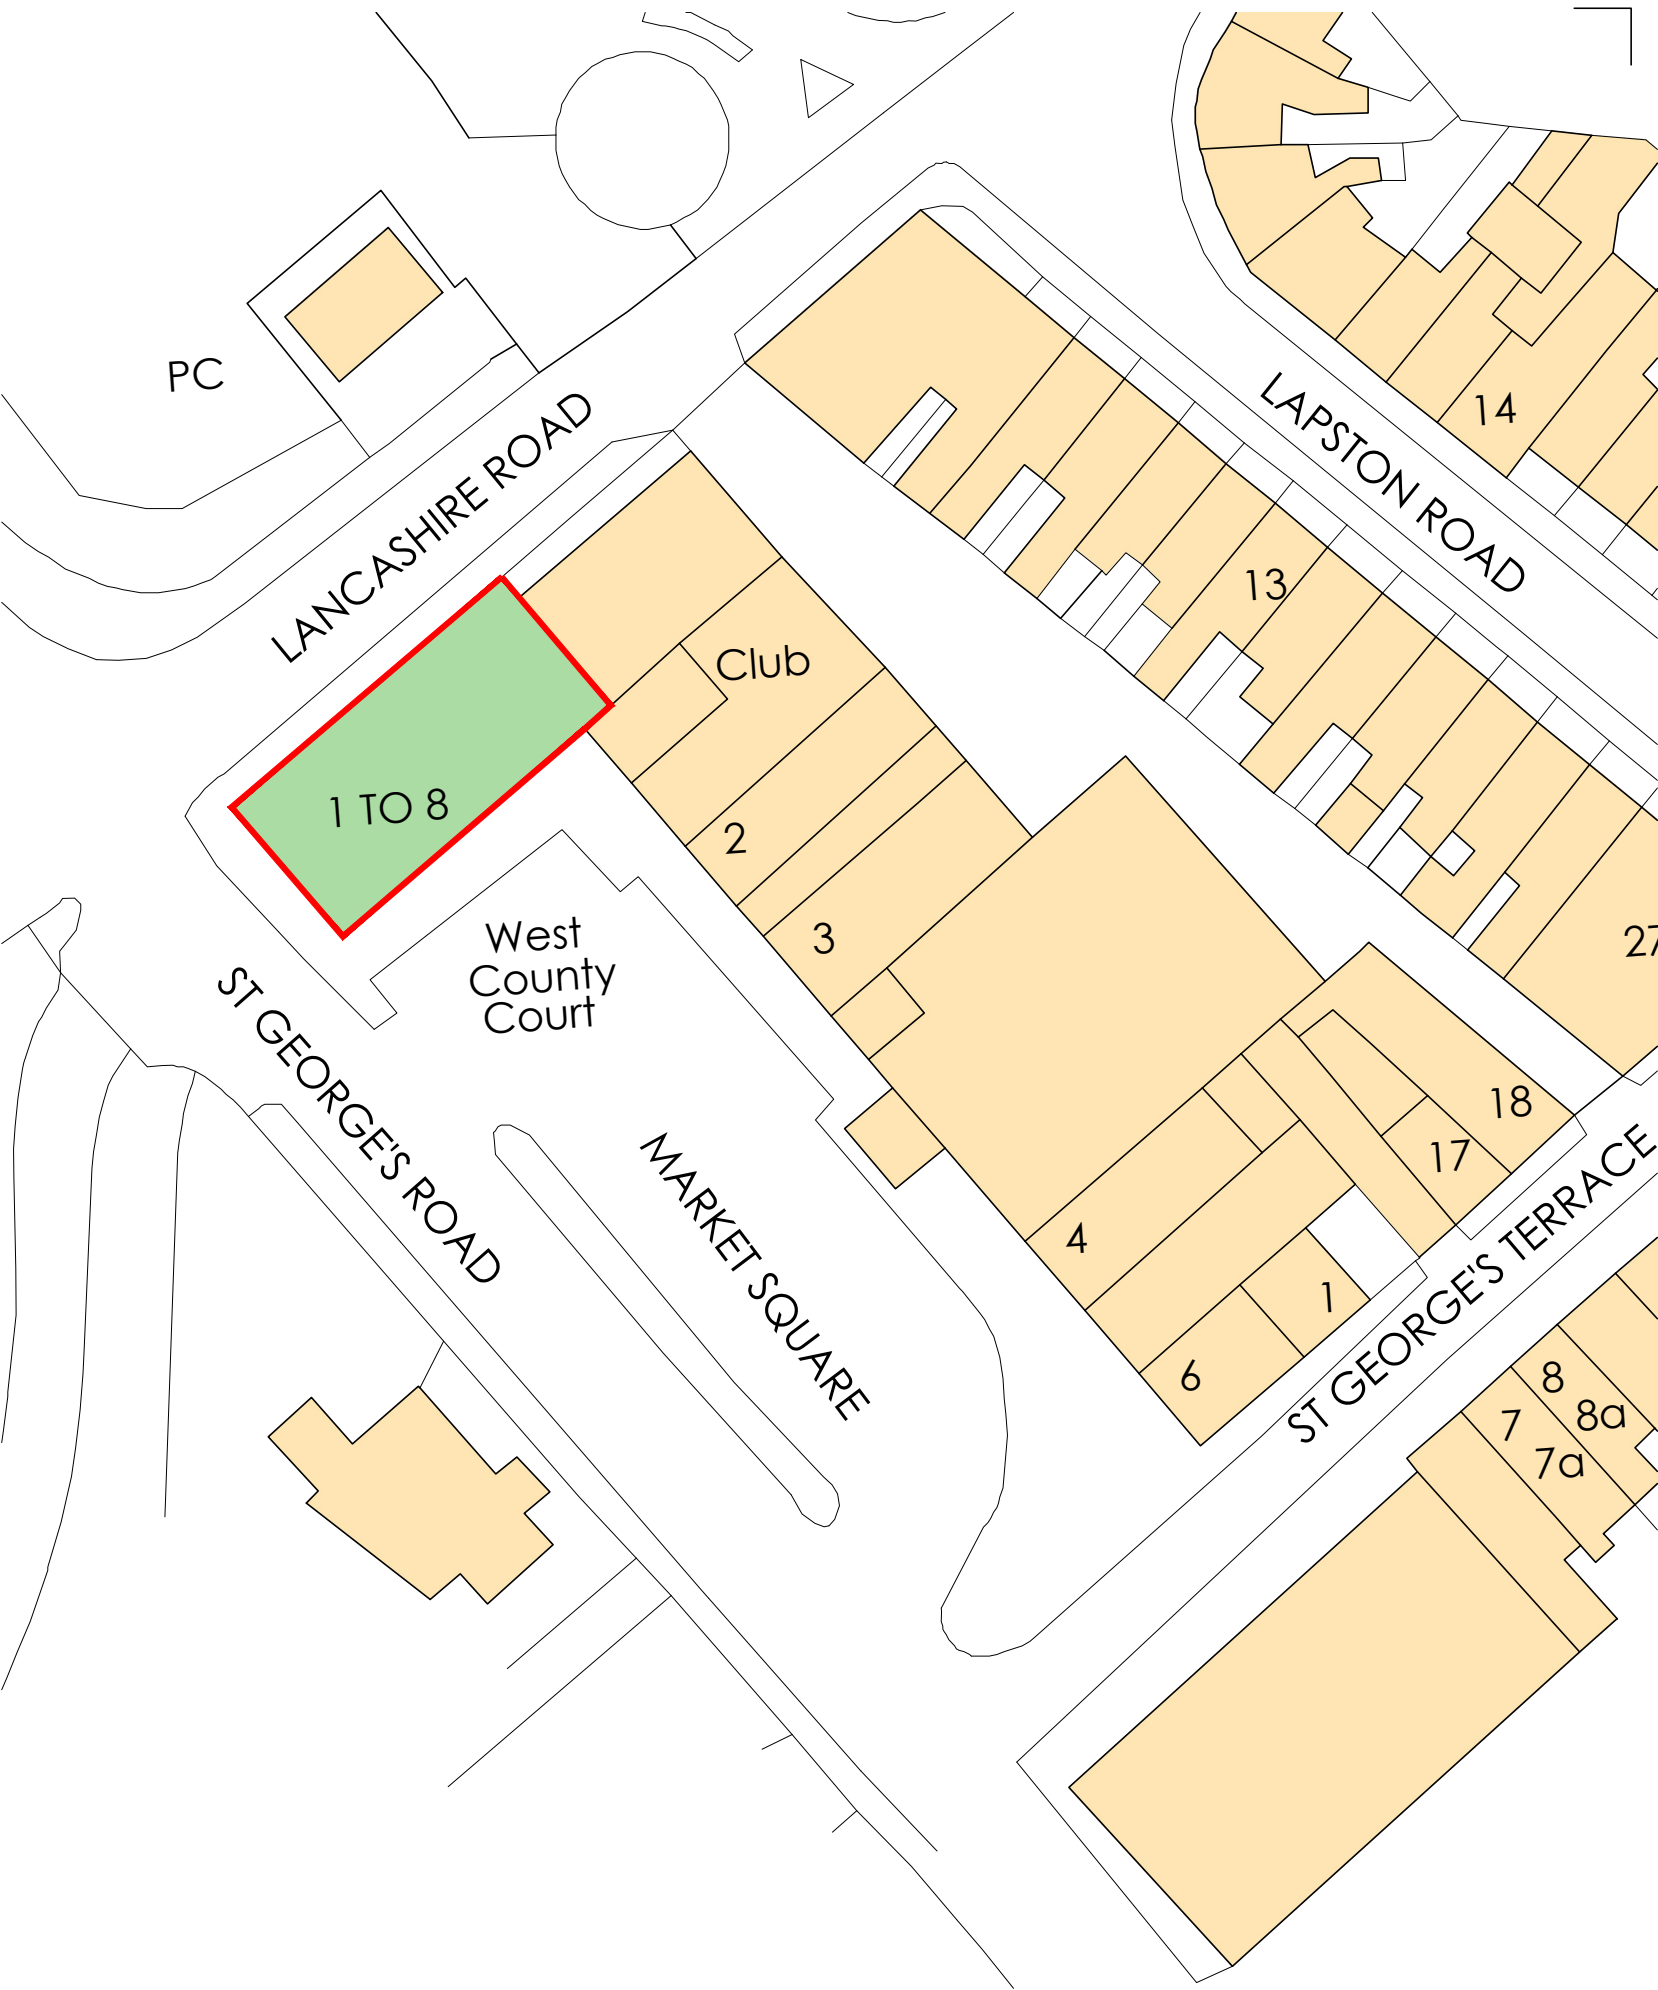 PC
LANCASHIRE ROAD
LAPSTON ROAD
14
13
Club
1 TO 8
2
3
27
West
County
Court
ST GEORGE'S ROAD
MARKET SQUARE
18
17
4
1
6
ST GEORGE'S TERRACE
8
8a
7
7a